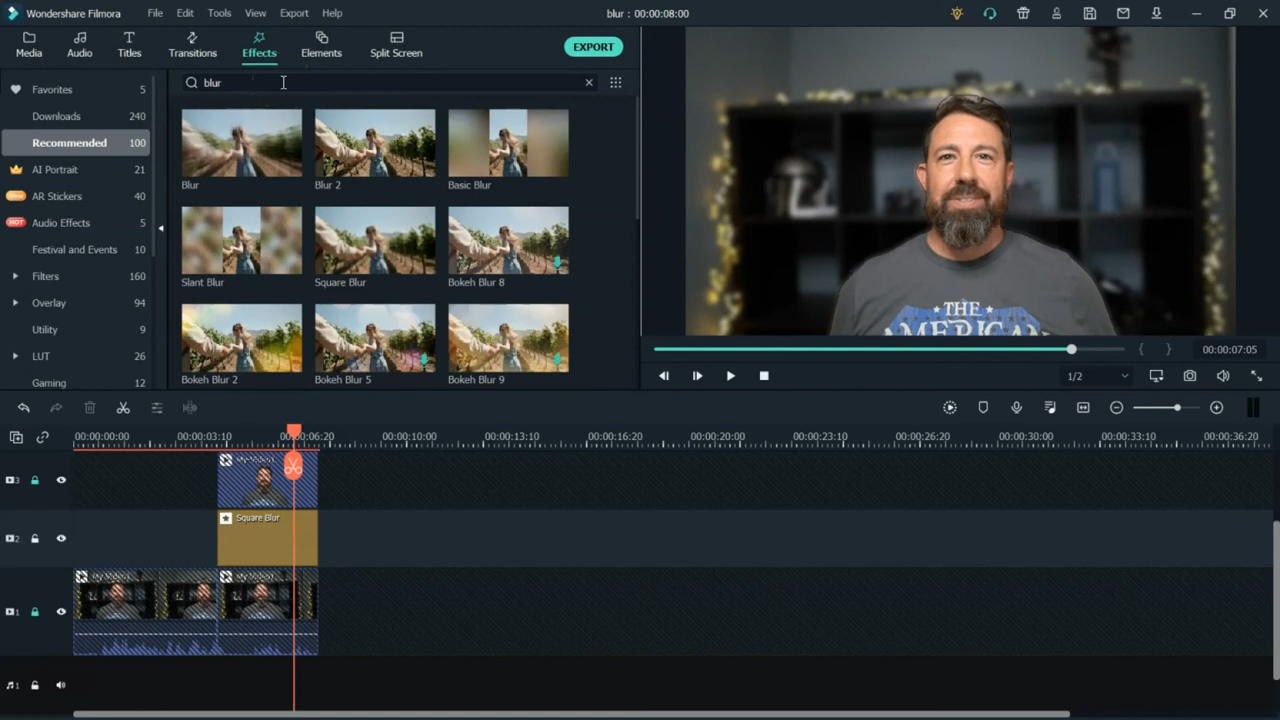 Wondershare Filmora File Edit Tools View Export Help blur : 00:00:08:00
Media Audio Titles Transitions Effects Elements Split Screen EXPORT
Favorites 5
Downloads 240
Recommended 100
AI Portrait 21
AR Stickers 40
HOT Audio Effects 5
Festival and Events 10
Filters 160
Overlay 94
Utility 9
LUT 26
Gaming 12
blur
Blur Blur 2 Basic Blur
Slant Blur Square Blur Bokeh Blur 8
Bokeh Blur 2 Bokeh Blur 5 Bokeh Blur 9
THE
AMERICAN
00:00:07:05
1/2
00:00:00:00 00:00:03:10 00:00:06:20 00:00:10:00 00:00:13:10 00:00:16:20 00:00:20:00 00:00:23:10 00:00:26:20 00:00:30:00 00:00:33:10 00:00:36:20
3
2 Square Blur
1
1